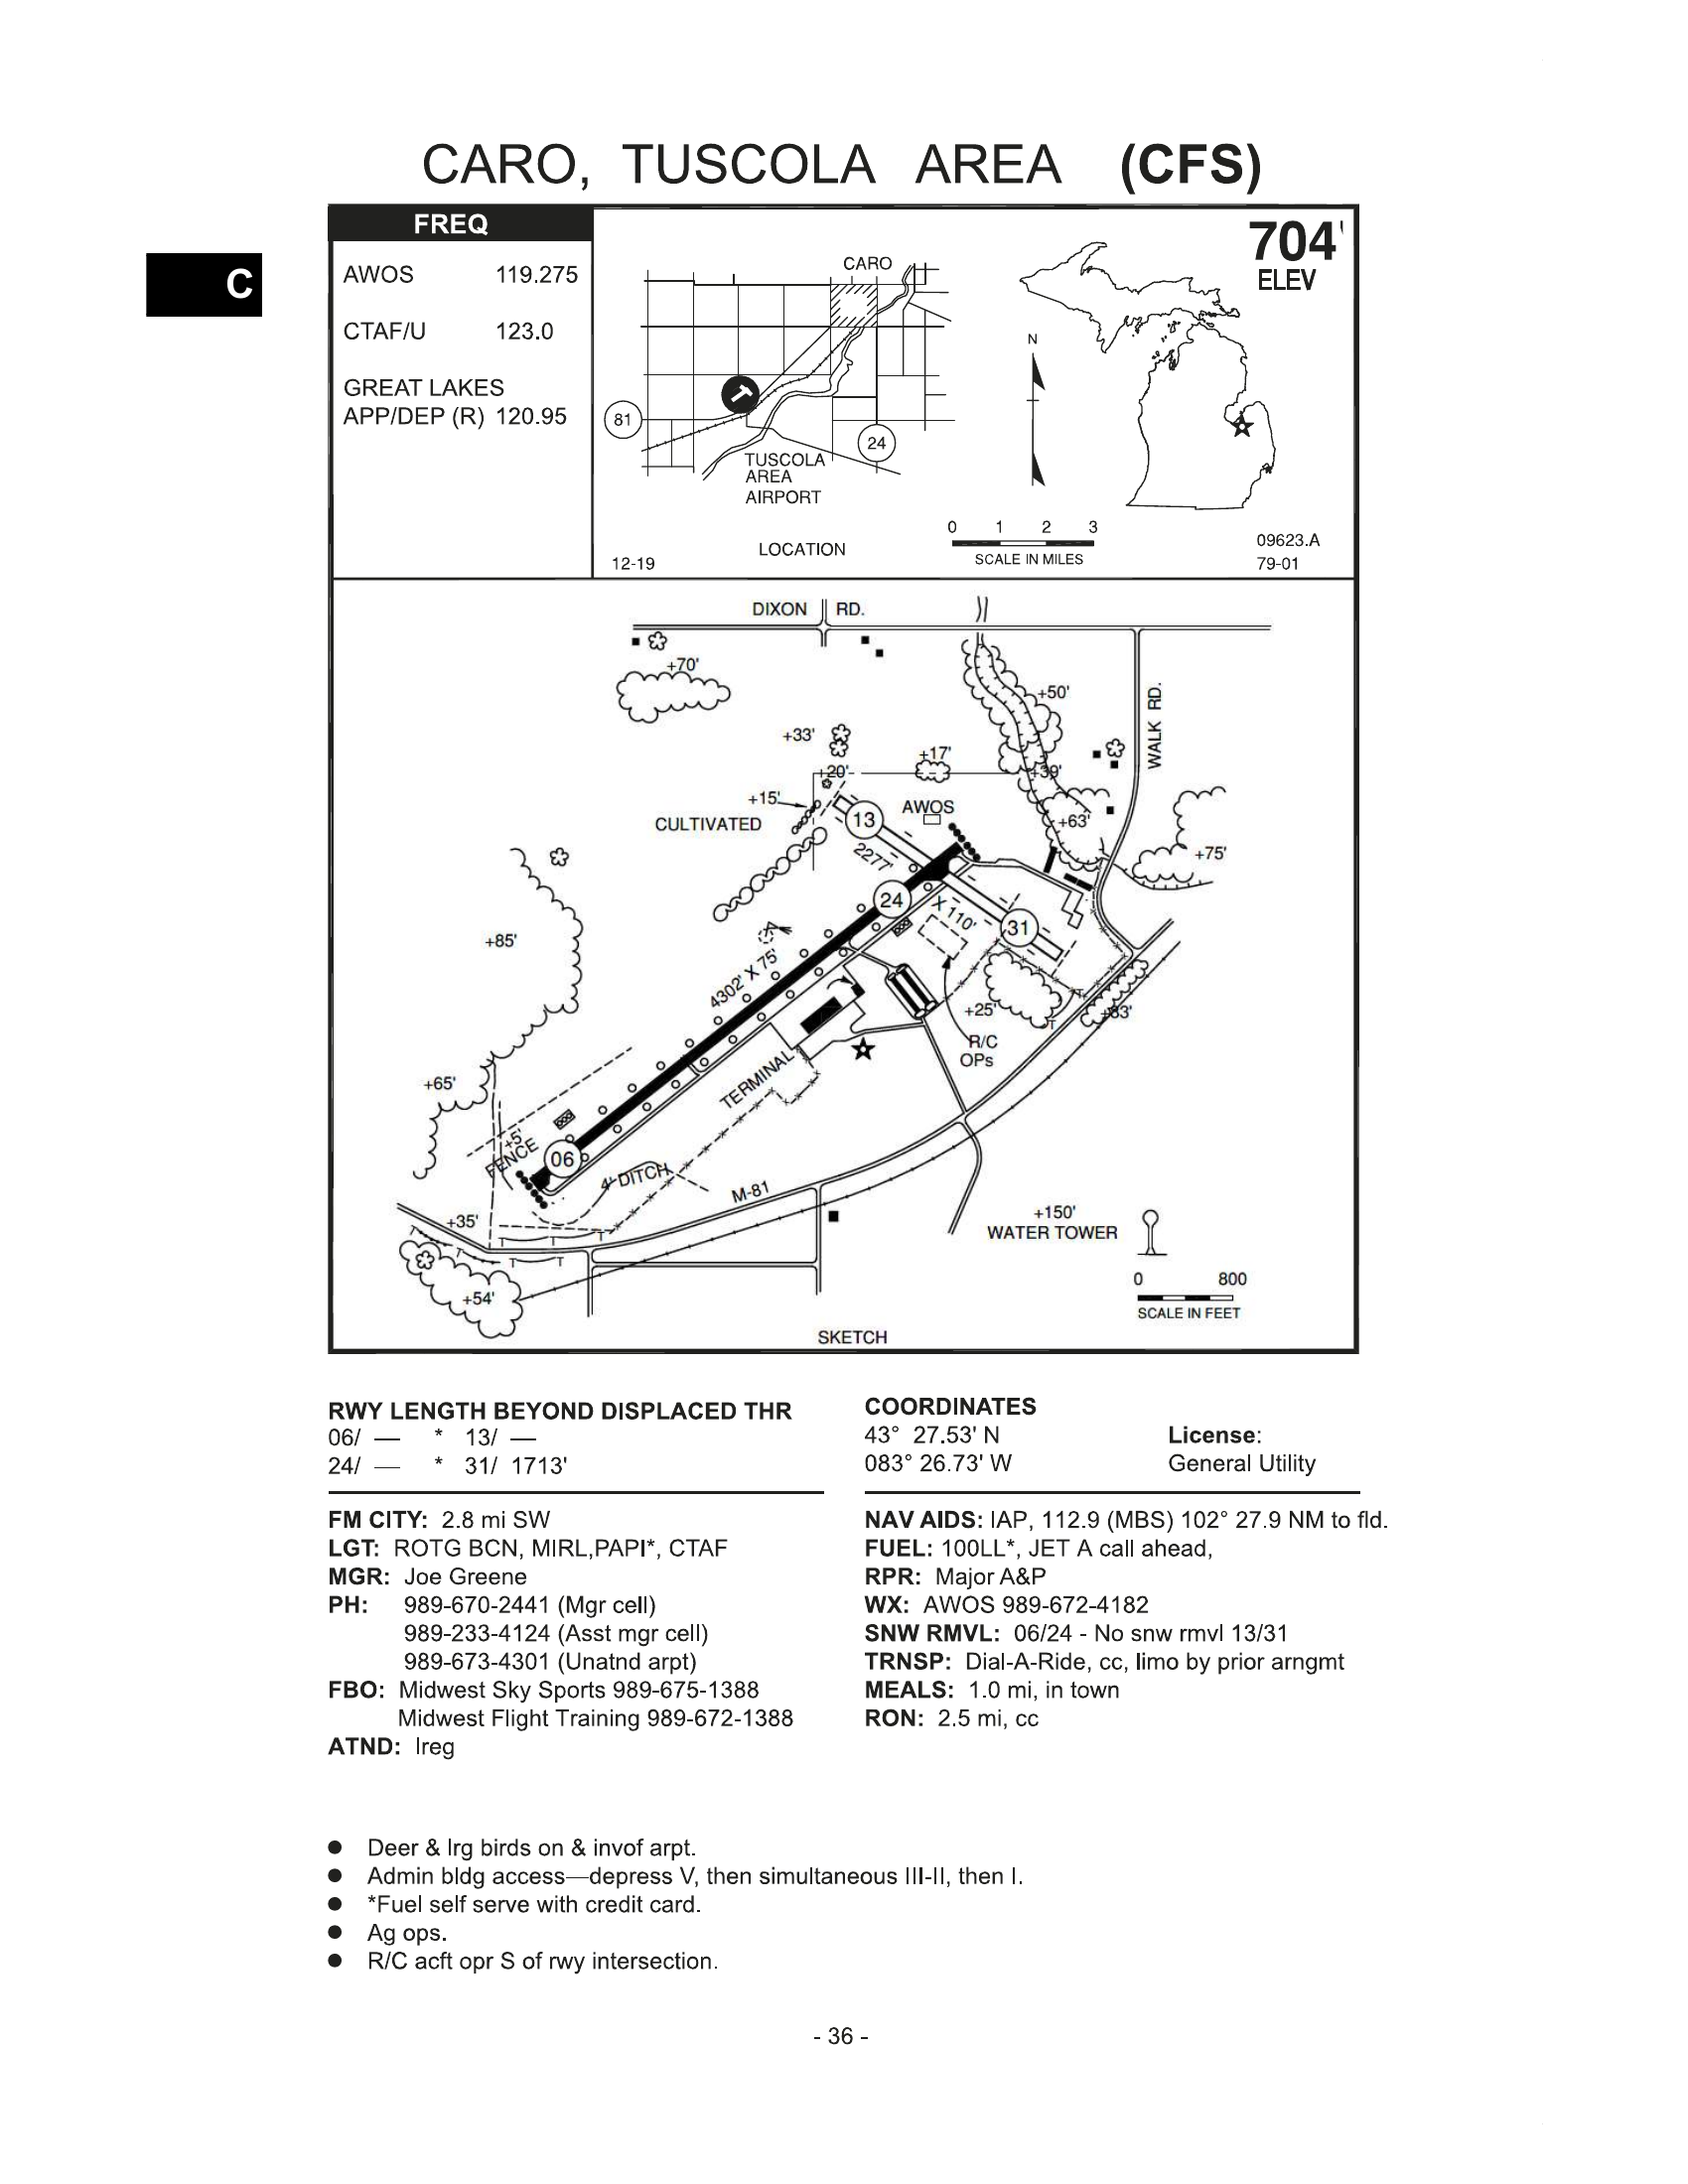 CARO, TUSCOLA AREA (CFS)
C
FREQ
AWOS 119.275
CTAF/U 123.0
GREAT LAKES
APP/DEP (R) 120.95
CARO
81
24
TUSCOLA
AREA
AIRPORT
LOCATION
12-19
N
0 1 2 3
SCALE IN MILES
704'
ELEV
09623.A
79-01
DIXON RD.
+70'
+50'
WALK RD.
+33'
+17'
+20'
+39'
+15'
AWOS
CULTIVATED
13
+63'
2277'
+75'
24
X 110'
31
+85'
4302' X 75'
+25'
+83'
R/C
OPs
TERMINAL
+65'
+5'
FENCE
06
4' DITCH
M-81
+35'
T
T
T
T
T
T
T
T
T
+150'
WATER TOWER
+54'
0 800
SCALE IN FEET
SKETCH
RWY LENGTH BEYOND DISPLACED THR
06/ — * 13/ —
24/ — * 31/ 1713'
COORDINATES
43° 27.53' N
083° 26.73' W
License:
General Utility
FM CITY: 2.8 mi SW
LGT: ROTG BCN, MIRL,PAPI*, CTAF
MGR: Joe Greene
PH: 989-670-2441 (Mgr cell)
989-233-4124 (Asst mgr cell)
989-673-4301 (Unatnd arpt)
FBO: Midwest Sky Sports 989-675-1388
Midwest Flight Training 989-672-1388
ATND: Ireg
NAV AIDS: IAP, 112.9 (MBS) 102° 27.9 NM to fld.
FUEL: 100LL*, JET A call ahead,
RPR: Major A&P
WX: AWOS 989-672-4182
SNW RMVL: 06/24 - No snw rmvl 13/31
TRNSP: Dial-A-Ride, cc, limo by prior arngmt
MEALS: 1.0 mi, in town
RON: 2.5 mi, cc
● Deer & lrg birds on & invof arpt.
● Admin bldg access—depress V, then simultaneous III-II, then I.
● *Fuel self serve with credit card.
● Ag ops.
● R/C acft opr S of rwy intersection.
- 36 -